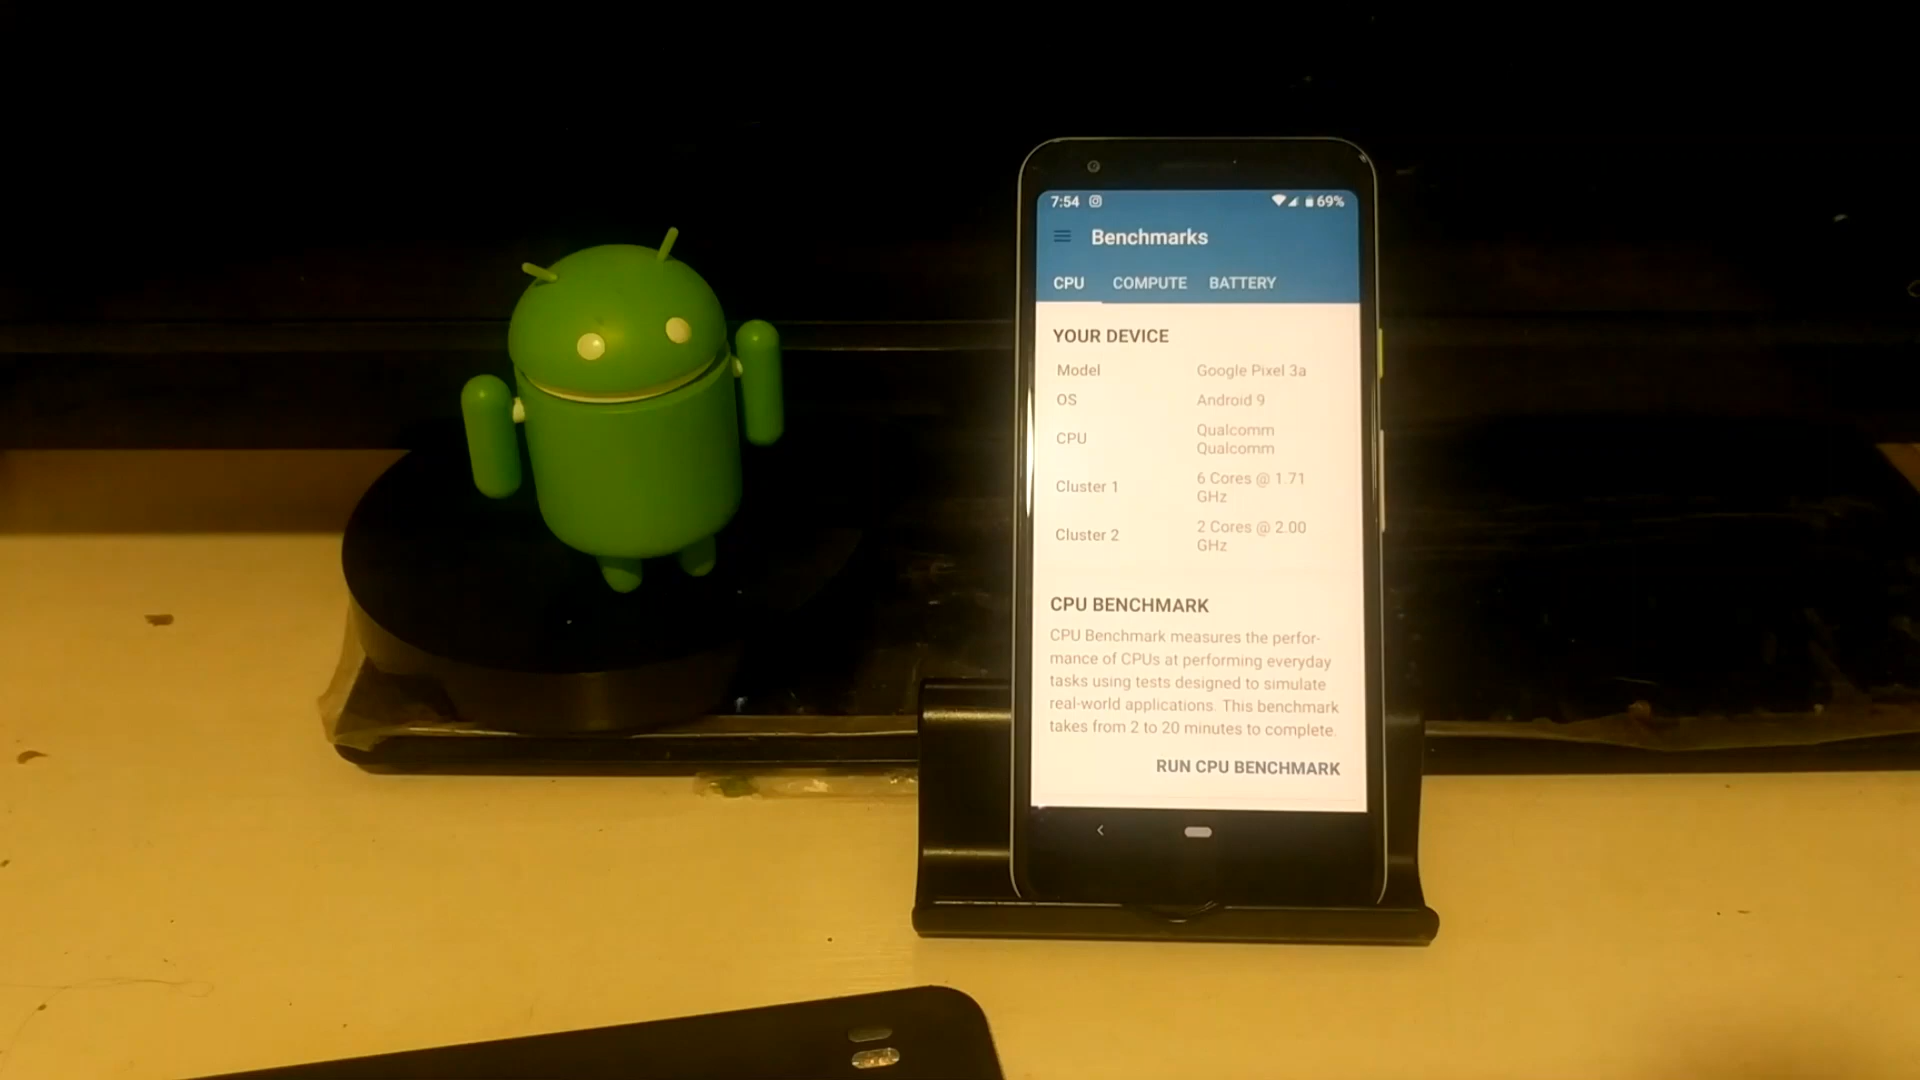 7:54 69%
Benchmarks
CPU COMPUTE BATTERY
YOUR DEVICE
Model Google Pixel 3a
OS Android 9
CPU Qualcomm
Qualcomm
Cluster 1 6 Cores @ 1.71
GHz
Cluster 2 2 Cores @ 2.00
GHz
CPU BENCHMARK
CPU Benchmark measures the perfor-
mance of CPUs at performing everyday
tasks using tests designed to simulate
real-world applications. This benchmark
takes from 2 to 20 minutes to complete.
RUN CPU BENCHMARK